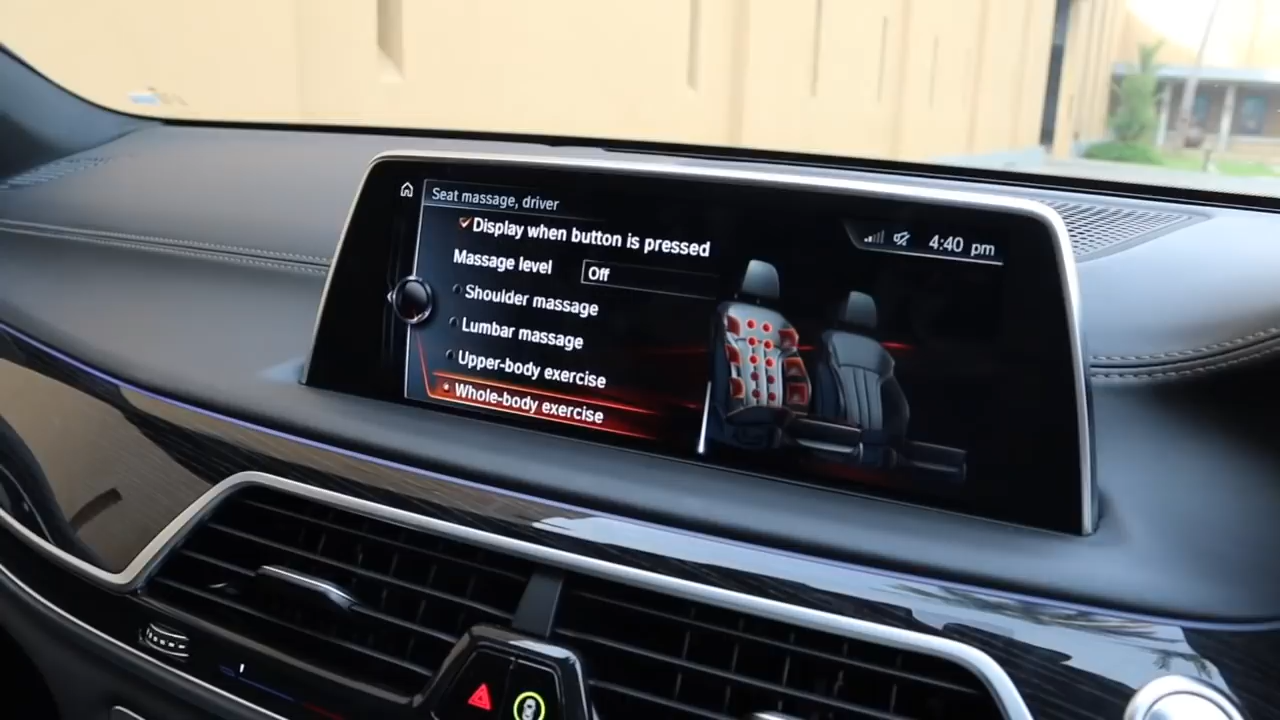 Seat massage, driver
Display when button is pressed
4:40 pm
Massage level Off
Shoulder massage
Lumbar massage
Upper-body exercise
Whole-body exercise